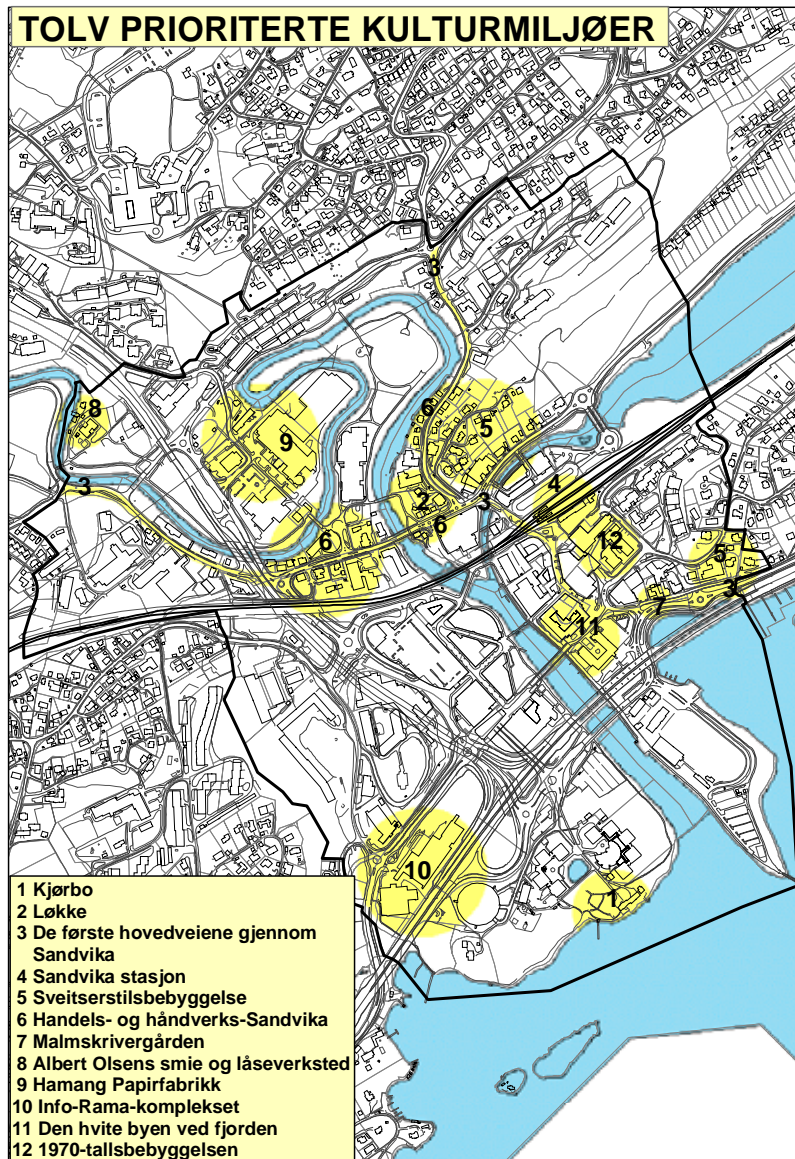 TOLV PRIORITERTE KULTURMILJØER
3
8
6
5
9
3
2
3
4
6
6
12
5
3
7
11
10
1
1 Kjørbo
2 Løkke
3 De første hovedveiene gjennom
Sandvika
4 Sandvika stasjon
5 Sveitserstilsbebyggelse
6 Handels- og håndverks-Sandvika
7 Malmskrivergården
8 Albert Olsens smie og låseverksted
9 Hamang Papirfabrikk
10 Info-Rama-komplekset
11 Den hvite byen ved fjorden
12 1970-tallsbebyggelsen